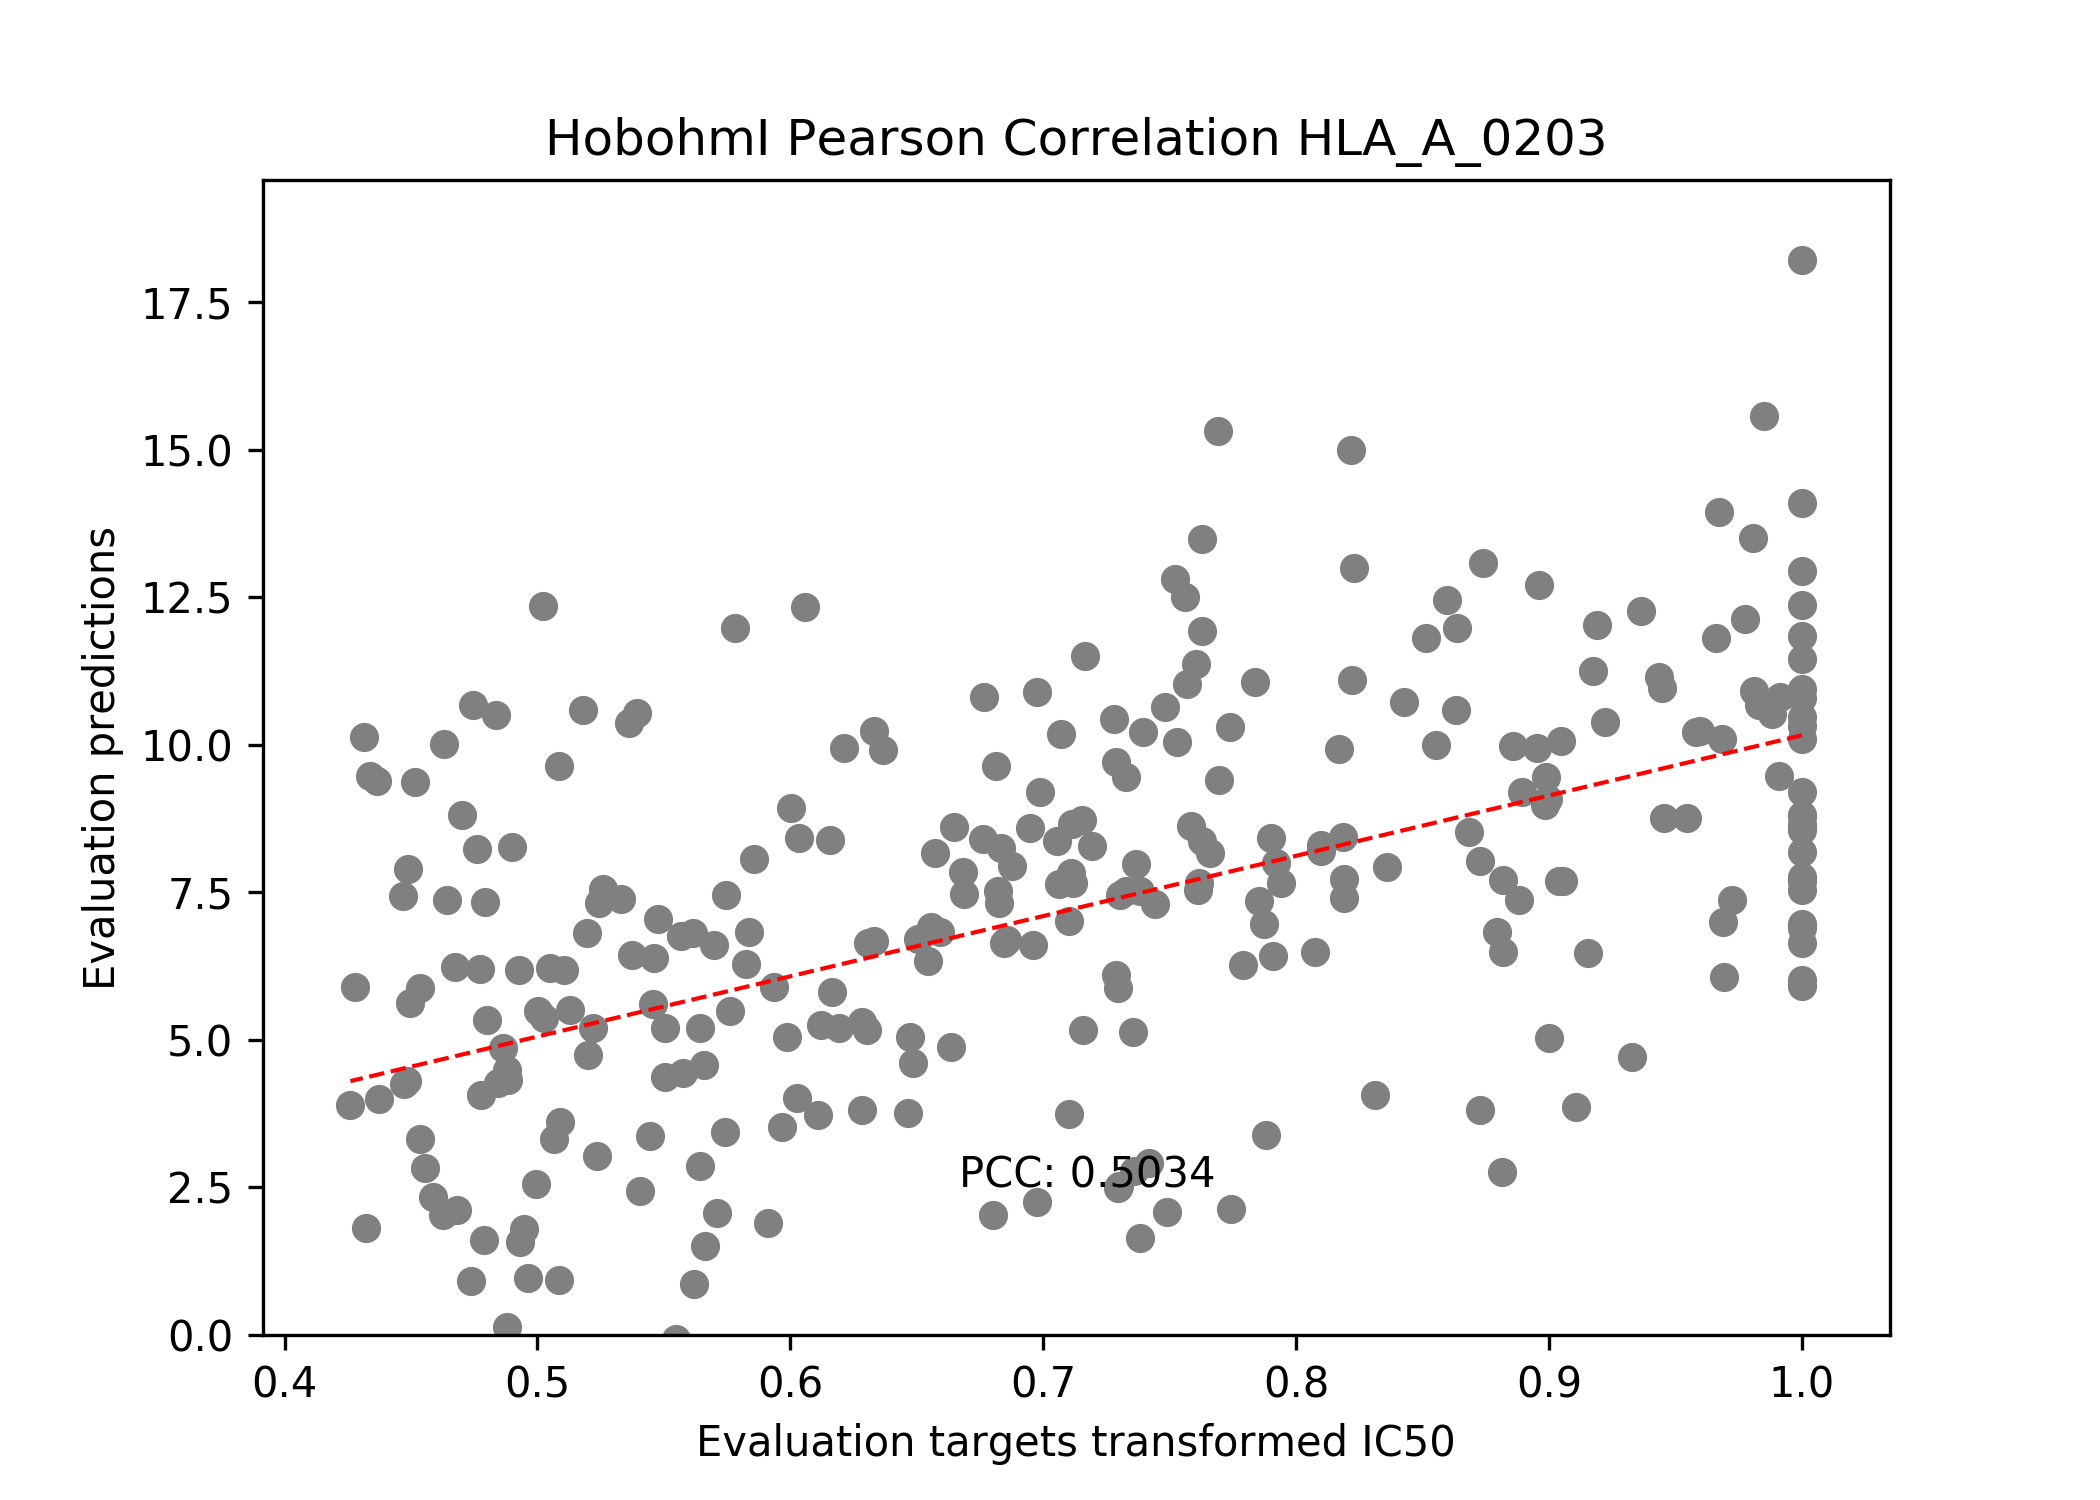 HobohmI Pearson Correlation HLA_A_0203
Evaluation predictions
17.5
15.0
12.5
10.0
7.5
5.0
2.5
0.0
PCC: 0.5034
0.4 0.5 0.6 0.7 0.8 0.9 1.0
Evaluation targets transformed IC50